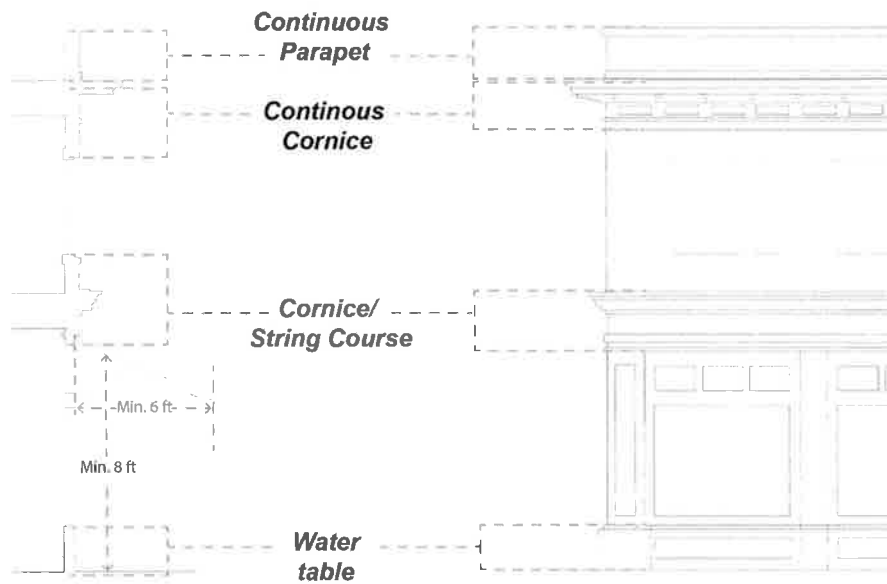 Continuous
Parapet
Continous
Cornice
Cornice/
String Course
Min. 6 ft
Min. 8 ft
Water
table